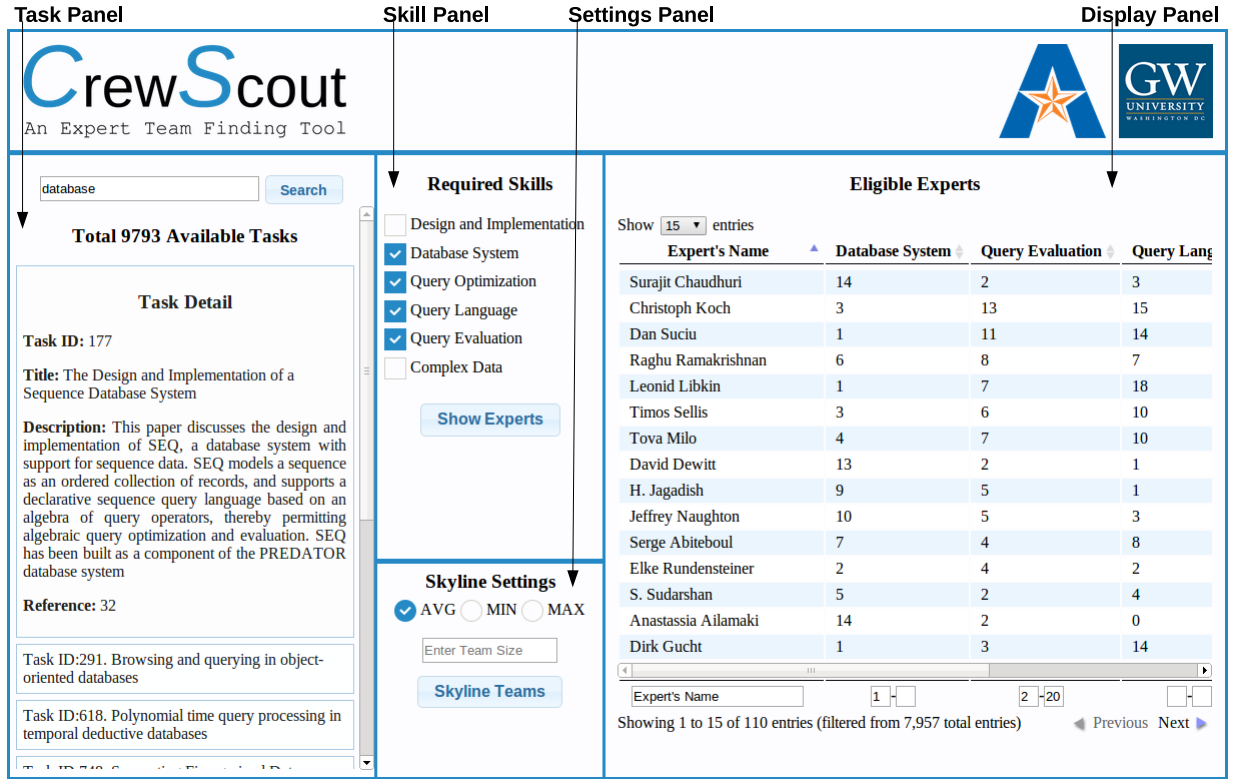 Task Panel Skill Panel Settings Panel Display Panel
CrewScout
An Expert Team Finding Tool
GW
UNIVERSITY
WASHINGTON DC
database Search
Total 9793 Available Tasks
Task Detail
Task ID: 177
Title: The Design and Implementation of a
Sequence Database System
Description: This paper discusses the design and
implementation of SEQ, a database system with
support for sequence data. SEQ models a sequence
as an ordered collection of records, and supports a
declarative sequence query language based on an
algebra of query operators, thereby permitting
algebraic query optimization and evaluation. SEQ
has been built as a component of the PREDATOR
database system
Reference: 32
Task ID:291. Browsing and querying in object-
oriented databases
Task ID:618. Polynomial time query processing in
temporal deductive databases
Required Skills
Design and Implementation
Database System
Query Optimization
Query Language
Query Evaluation
Complex Data
Show Experts
Skyline Settings
AVG MIN MAX
Enter Team Size
Skyline Teams
Eligible Experts
Show 15 entries
Expert's Name Database System Query Evaluation Query Lang
Surajit Chaudhuri 14 2 3
Christoph Koch 3 13 15
Dan Suciu 1 11 14
Raghu Ramakrishnan 6 8 7
Leonid Libkin 1 7 18
Timos Sellis 3 6 10
Tova Milo 4 7 10
David Dewitt 13 2 1
H. Jagadish 9 5 1
Jeffrey Naughton 10 5 3
Serge Abiteboul 7 4 8
Elke Rundensteiner 2 4 2
S. Sudarshan 5 2 4
Anastassia Ailamaki 14 2 0
Dirk Gucht 1 3 14
Expert's Name 1 - 2 -20 -
Showing 1 to 15 of 110 entries (filtered from 7,957 total entries) Previous Next